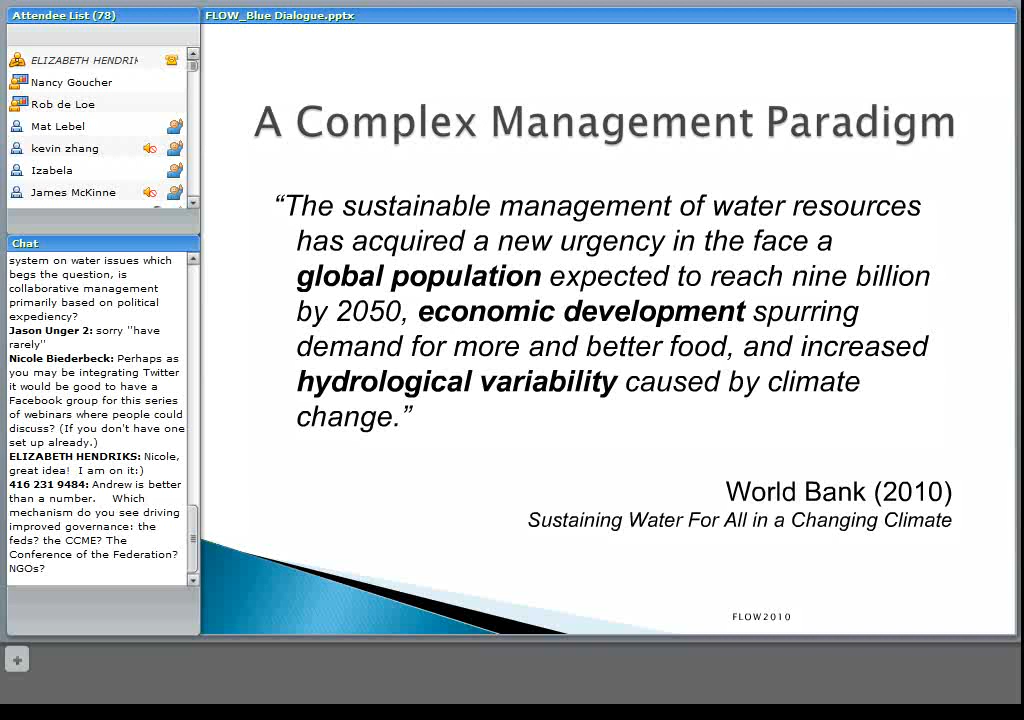 Attendee List (78)
ELIZABETH HENDRIK
Nancy Goucher
Rob de Loe
Mat Lebel
kevin zhang
Izabela
James McKinne
Chat
system on water issues which
begs the question, is
collaborative management
primarily based on political
expediency?
Jason Unger 2: sorry "have
rarely"
Nicole Biederbeck: Perhaps as
you may be integrating Twitter
it would be good to have a
Facebook group for this series
of webinars where people could
discuss? (If you don't have one
set up already.)
ELIZABETH HENDRIKS: Nicole,
great idea! I am on it:)
416 231 9484: Andrew is better
than a number. Which
mechanism do you see driving
improved governance: the
feds? the CCME? The
Conference of the Federation?
NGOs?
FLOW_Blue Dialogue.pptx
A Complex Management Paradigm
“The sustainable management of water resources
has acquired a new urgency in the face a
global population expected to reach nine billion
by 2050, economic development spurring
demand for more and better food, and increased
hydrological variability caused by climate
change.”
World Bank (2010)
Sustaining Water For All in a Changing Climate
FLOW2010